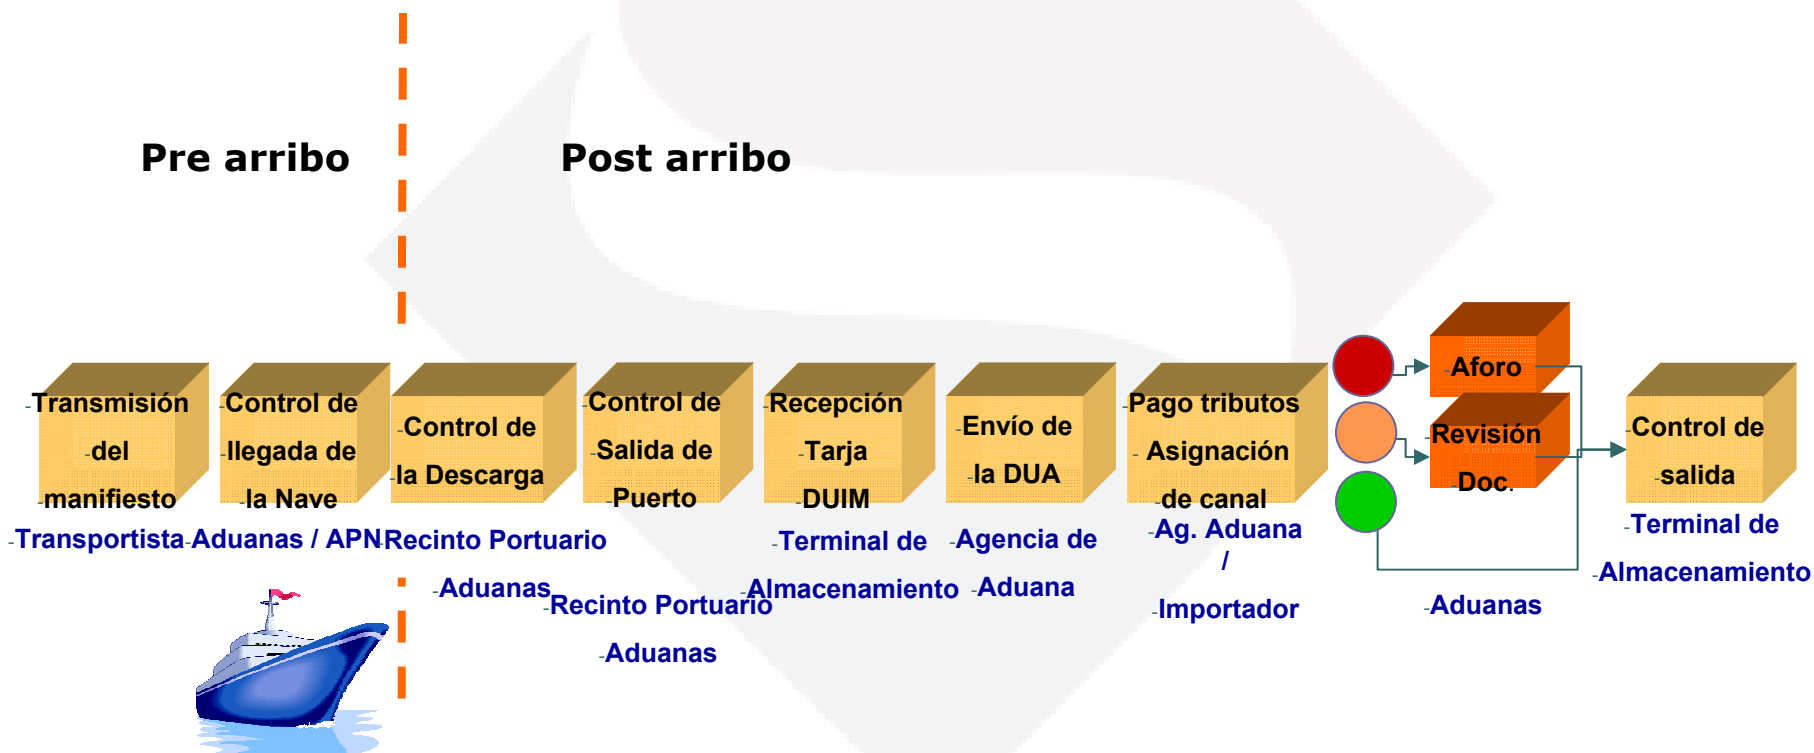 Pre arribo
Post arribo
-Transmisión
-del
-manifiesto
-Control de
-llegada de
-la Nave
-Control de
-la Descarga
-Control de
-Salida de
-Puerto
-Recepción
-Tarja
-DUIM
-Envío de
-la DUA
-Pago tributos
- Asignación
-de canal
-Aforo
-Revisión
-Doc.
-Control de
-salida
-Transportista
-Aduanas / APN
-Recinto Portuario
-Aduanas
-Recinto Portuario
-Aduanas
-Terminal de
-Almacenamiento
-Agencia de
-Aduana
-Ag. Aduana
/
-Importador
-Aduanas
-Terminal de
-Almacenamiento